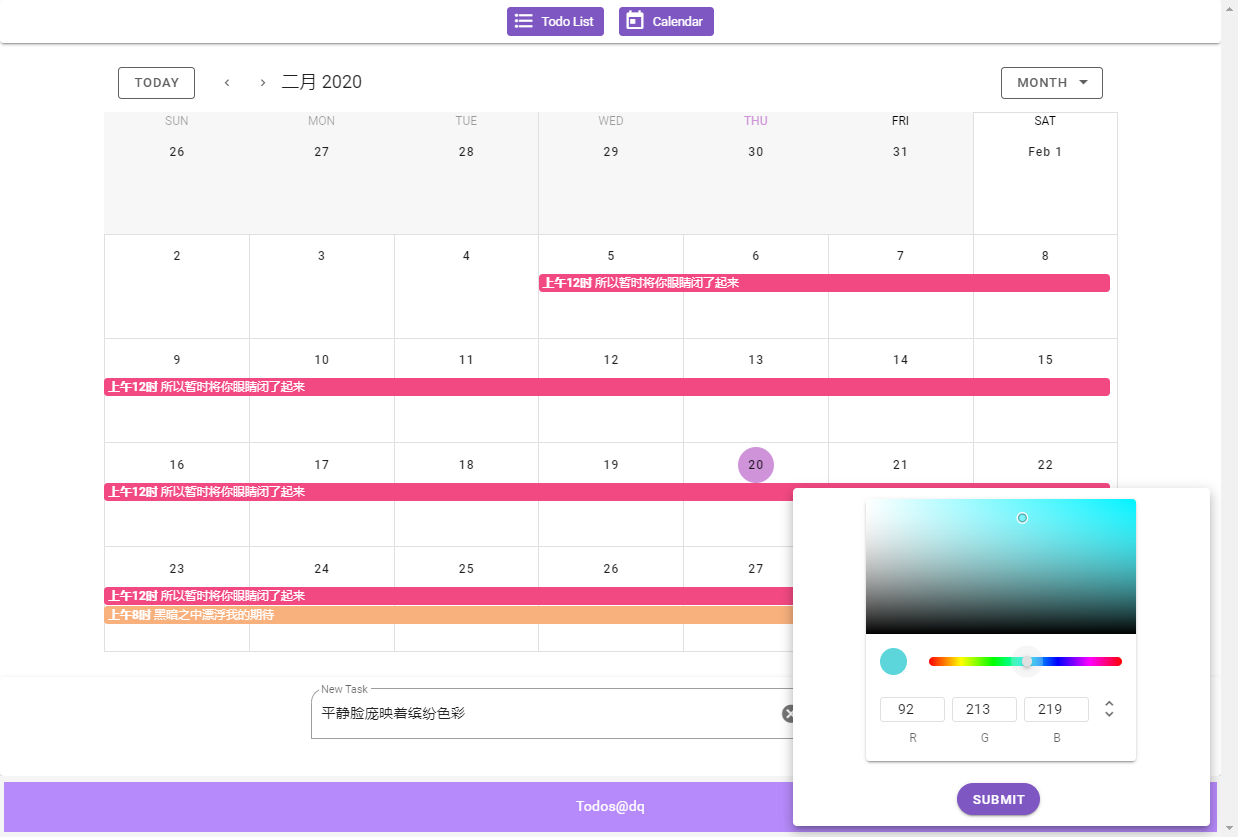 Todo List Calendar
TODAY ‹ › 二月 2020 MONTH
SUN MON TUE WED THU FRI SAT
26 27 28 29 30 31 Feb 1
2 3 4 5 6 7 8
上午12时 所以暂时将你眼睛闭了起来
9 10 11 12 13 14 15
上午12时 所以暂时将你眼睛闭了起来
16 17 18 19 20 21 22
上午12时 所以暂时将你眼睛闭了起来
23 24 25 26 27
上午12时 所以暂时将你眼睛闭了起来
上午8时 黑暗之中漂浮我的期待
New Task
平静脸庞映着缤纷色彩
92 213 219
R G B
SUBMIT
Todos@dq